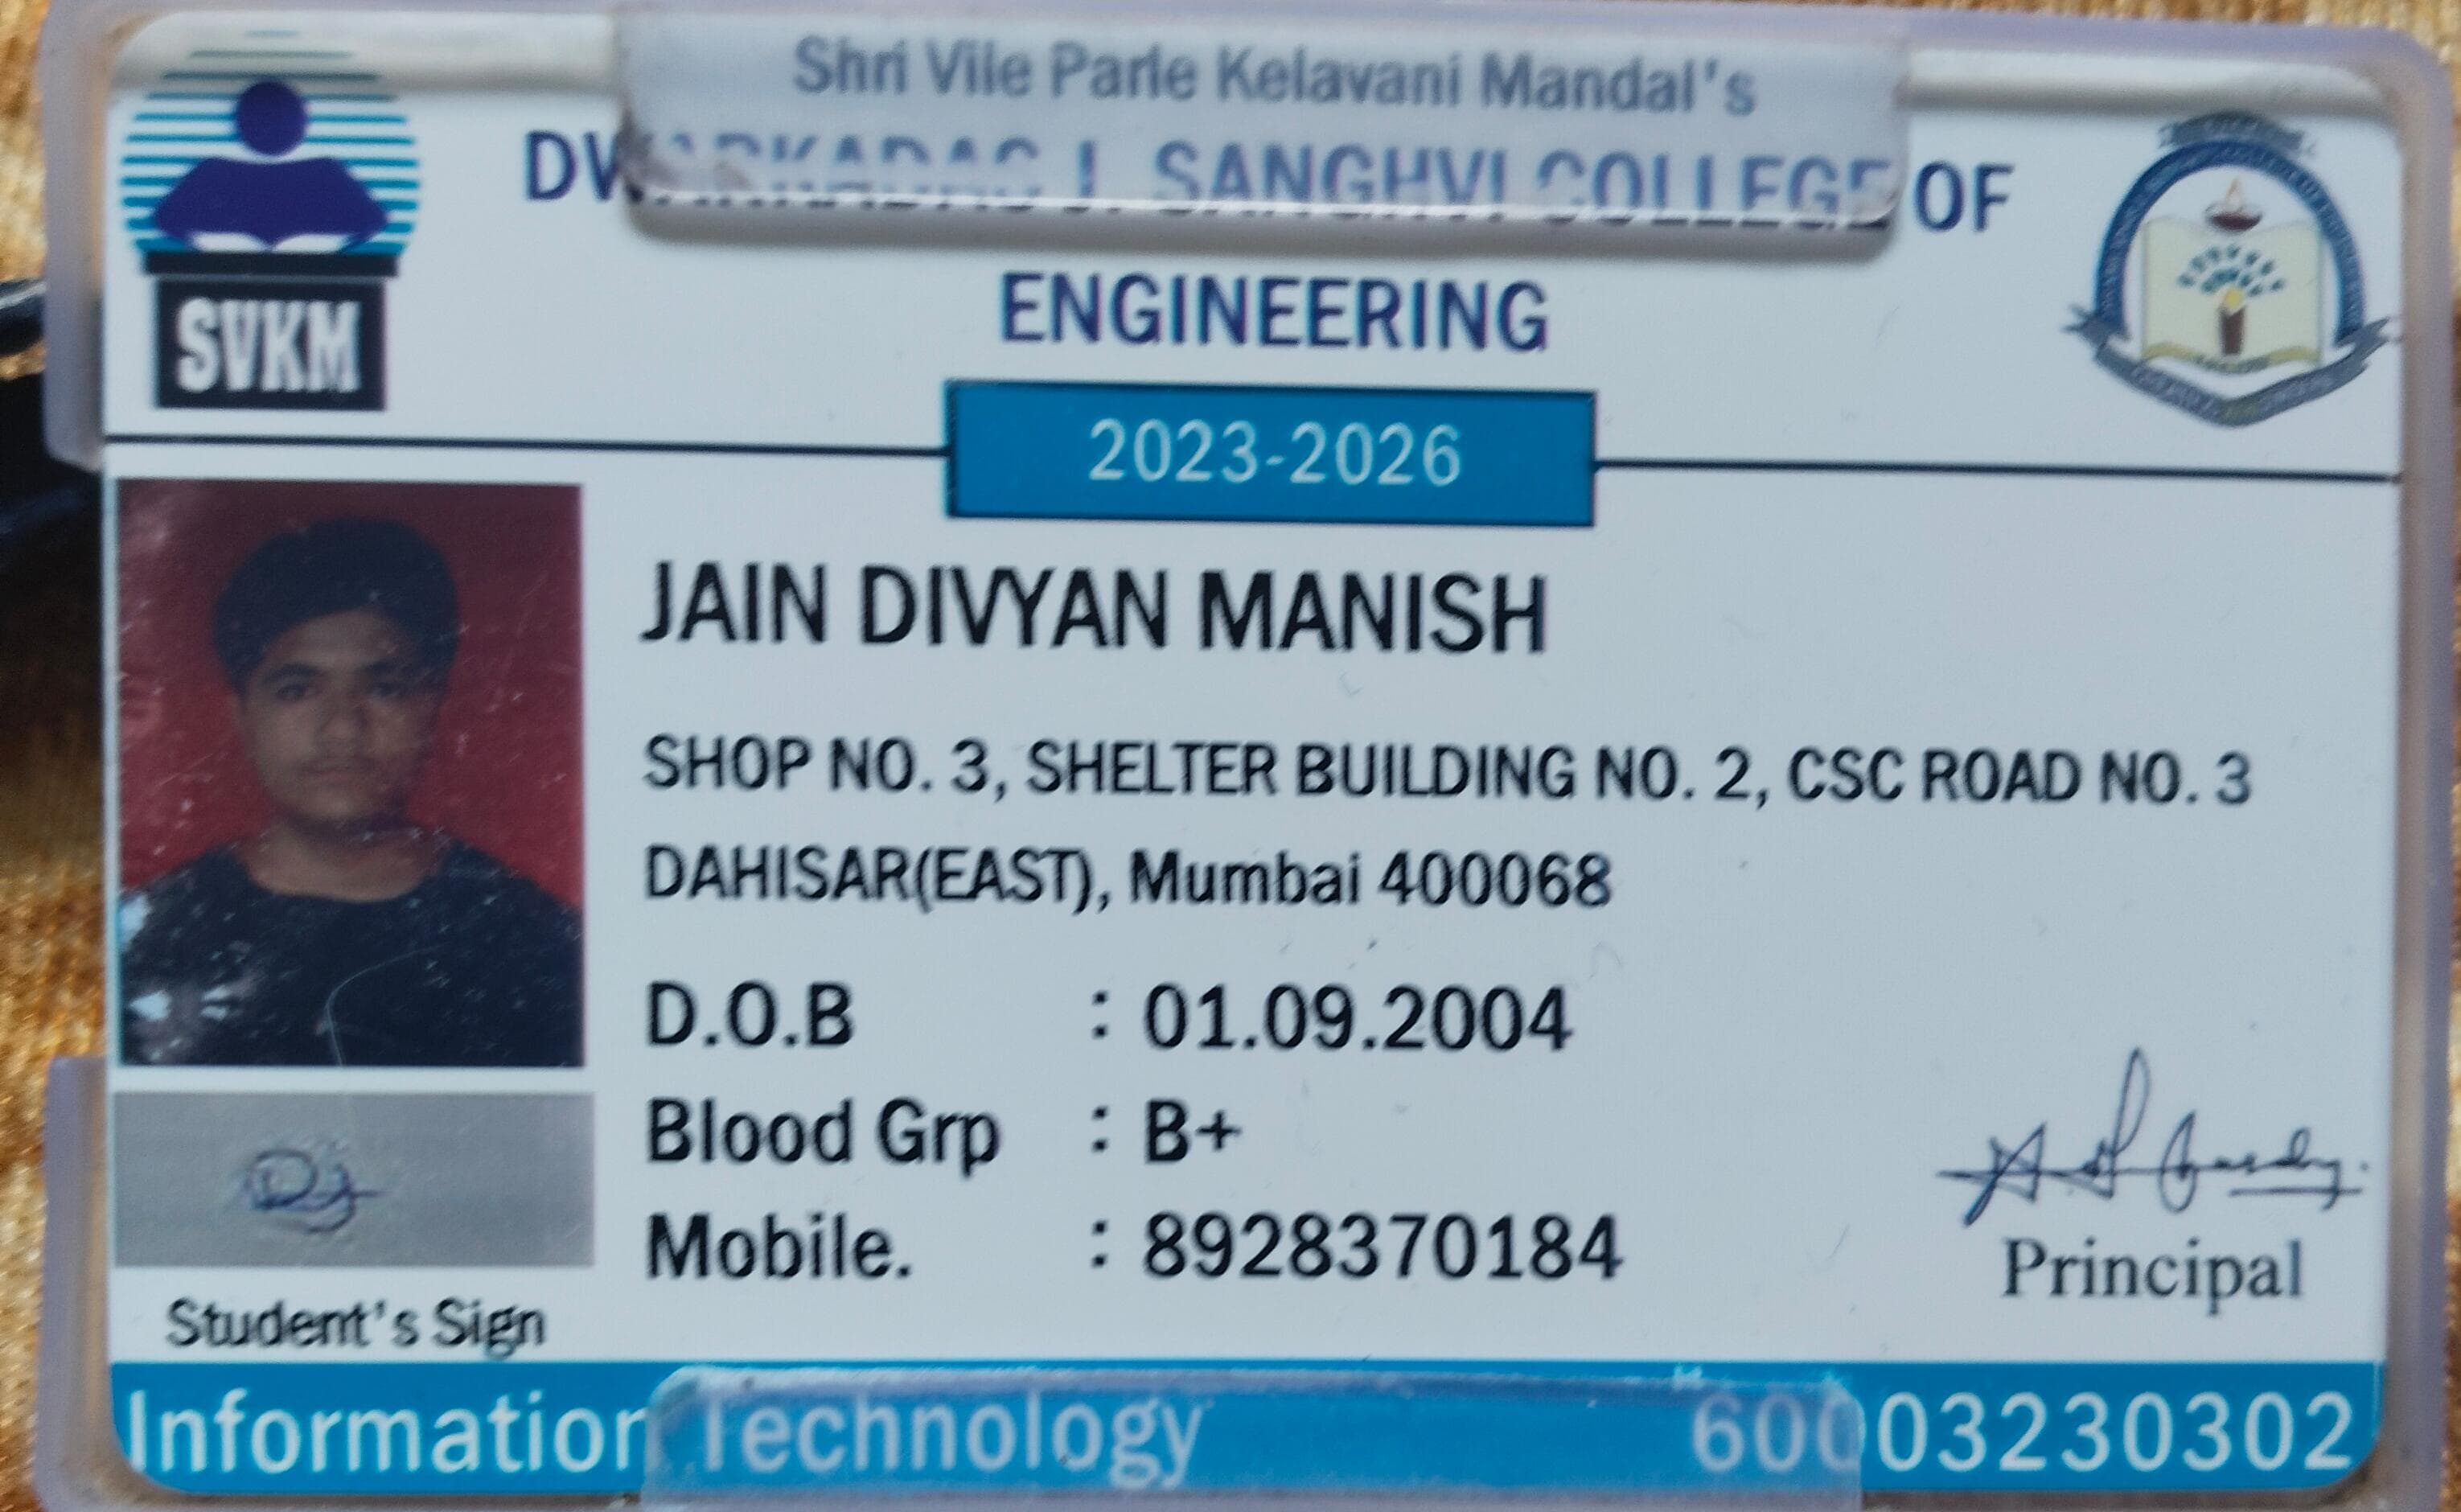 Shri Vile Parle Kelavani Mandal's
DWARKADAS J. SANGHVI COLLEGE OF
ENGINEERING
SVKM
2023-2026
JAIN DIVYAN MANISH
SHOP NO. 3, SHELTER BUILDING NO. 2, CSC ROAD NO. 3
DAHISAR(EAST), Mumbai 400068
D.O.B : 01.09.2004
Blood Grp : B+
Mobile. : 8928370184
Principal
Student's Sign
Information Technology 60003230302